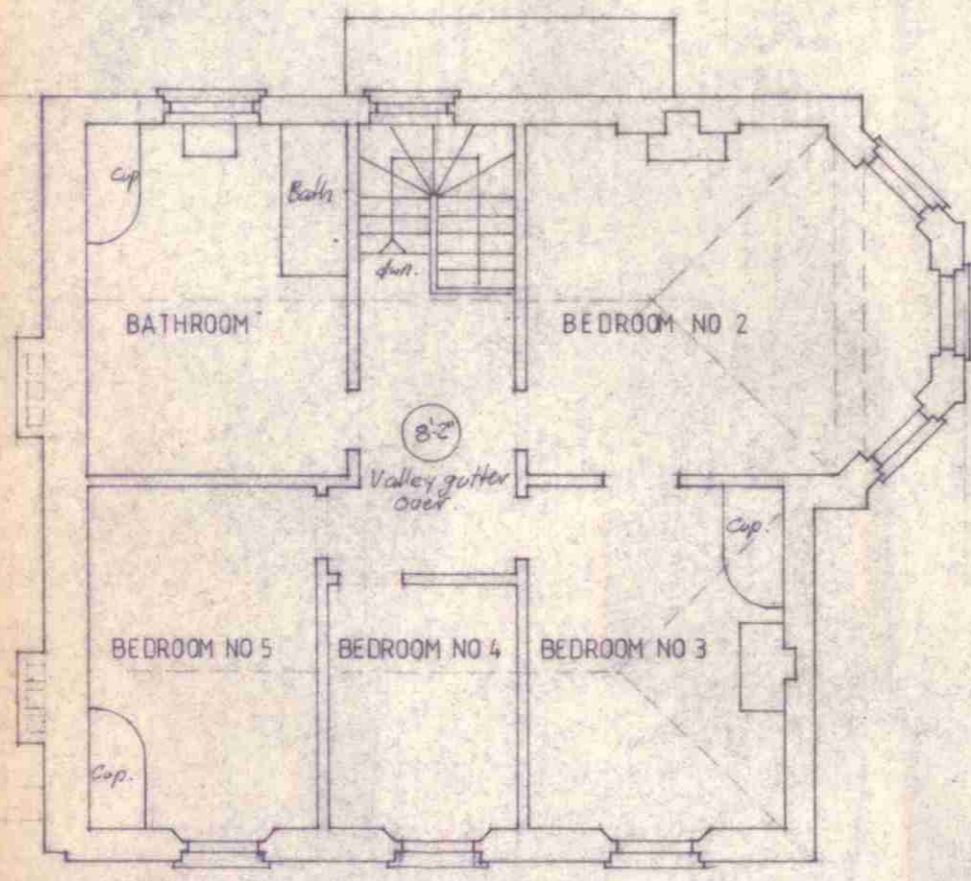 Cup
Bath
dwn.
BATHROOM
BEDROOM NO 2
8'-2"
Valley gutter
over.
Cup.
BEDROOM NO 5
BEDROOM NO 4
BEDROOM NO 3
Cup.